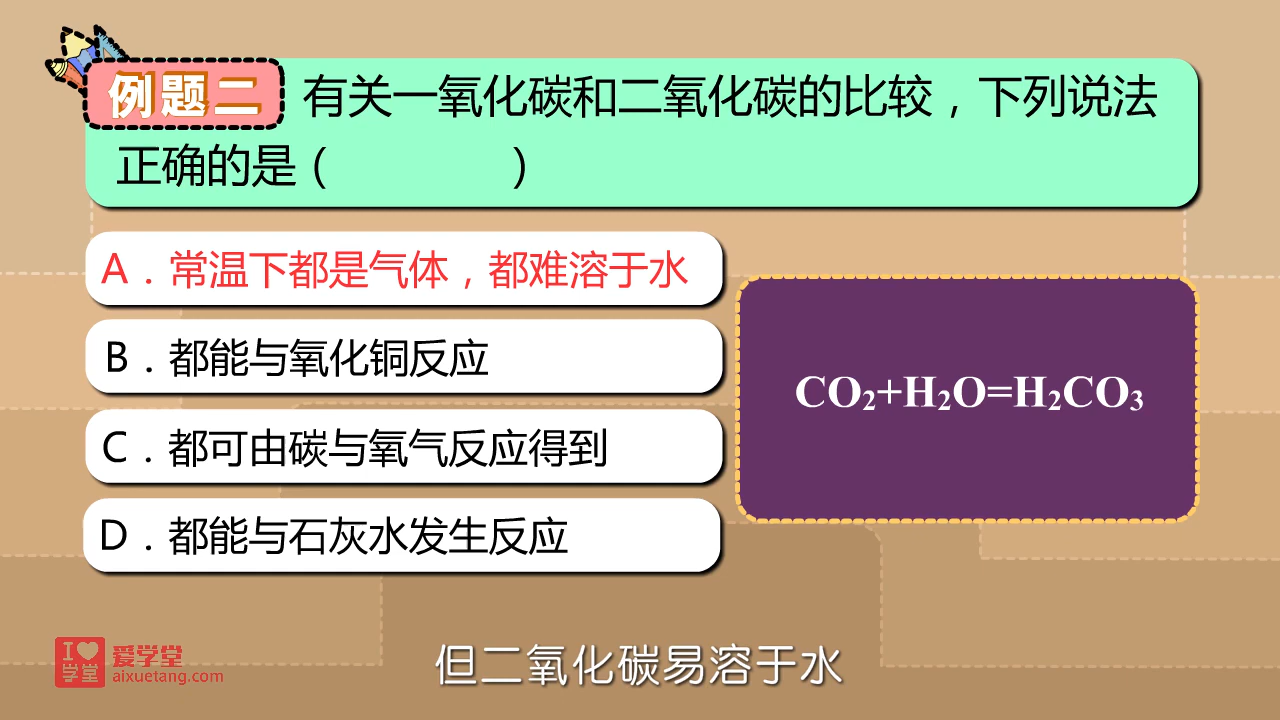 例题二 有关一氧化碳和二氧化碳的比较，下列说法
正确的是（ ）
A．常温下都是气体，都难溶于水
B．都能与氧化铜反应
C．都可由碳与氧气反应得到
D．都能与石灰水发生反应
CO₂+H₂O=H₂CO₃
但二氧化碳易溶于水
I
学堂
爱学堂
aixuetang.com